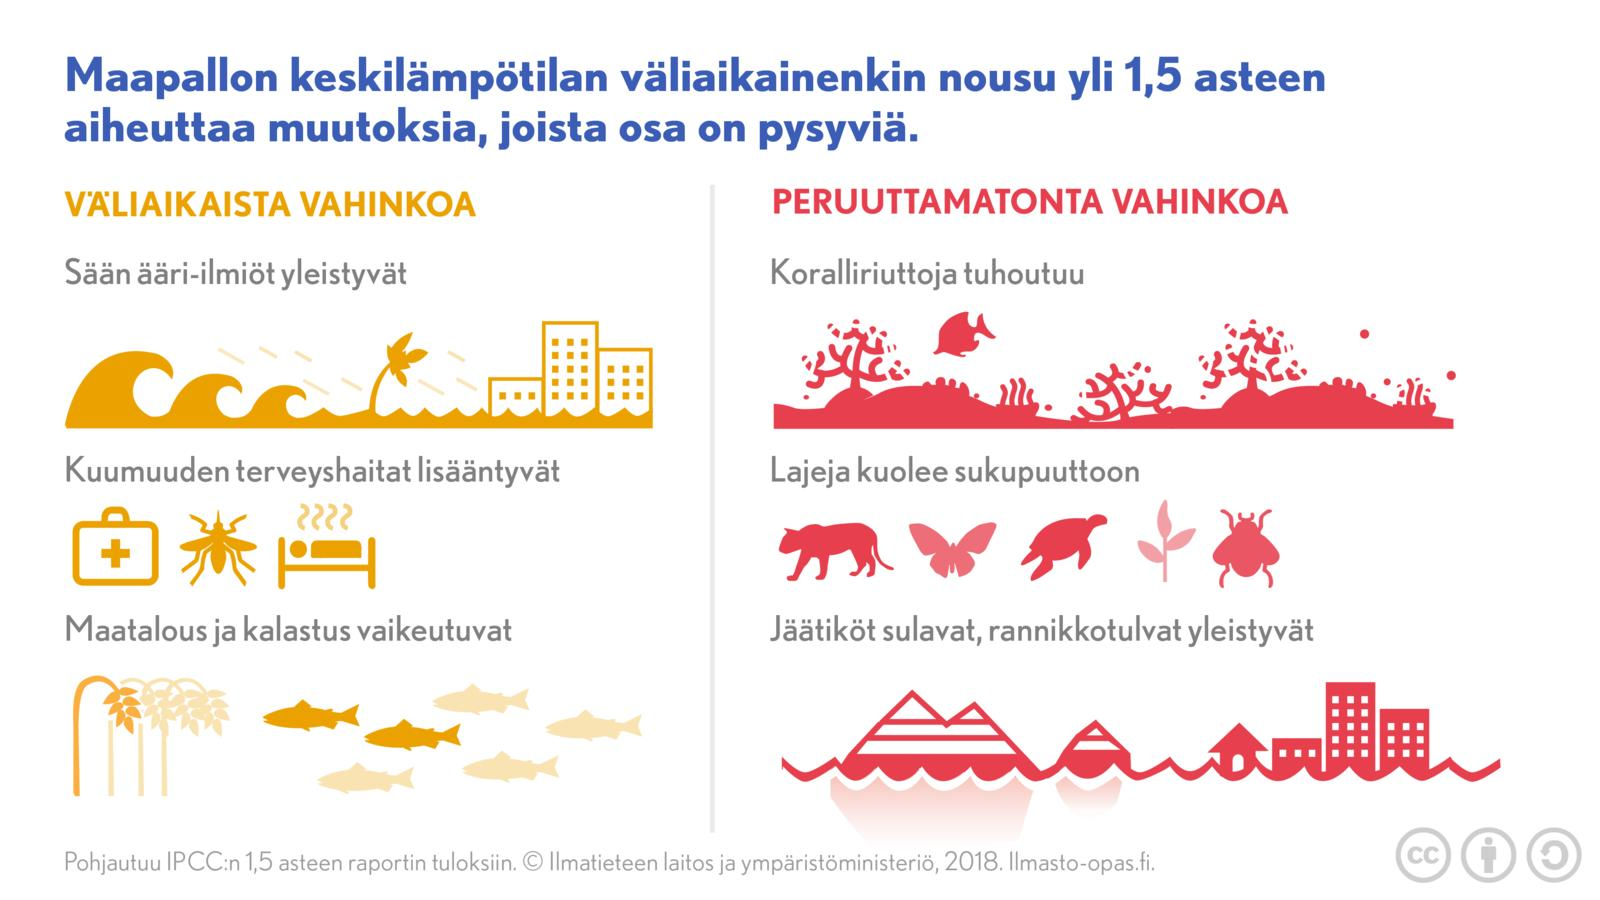 Maapallon keskilämpötilan väliaikainenkin nousu yli 1,5 asteen
aiheuttaa muutoksia, joista osa on pysyviä.
VÄLIAIKAISTA VAHINKOA
Sään ääri-ilmiöt yleistyvät
Kuumuuden terveyshaitat lisääntyvät
Maatalous ja kalastus vaikeutuvat
PERUUTTAMATONTA VAHINKOA
Koralliriuttoja tuhoutuu
Lajeja kuolee sukupuuttoon
Jäätiköt sulavat, rannikkotulvat yleistyvät
Pohjautuu IPCC:n 1,5 asteen raportin tuloksiin. © Ilmatieteen laitos ja ympäristöministeriö, 2018. Ilmasto-opas.fi.
cc